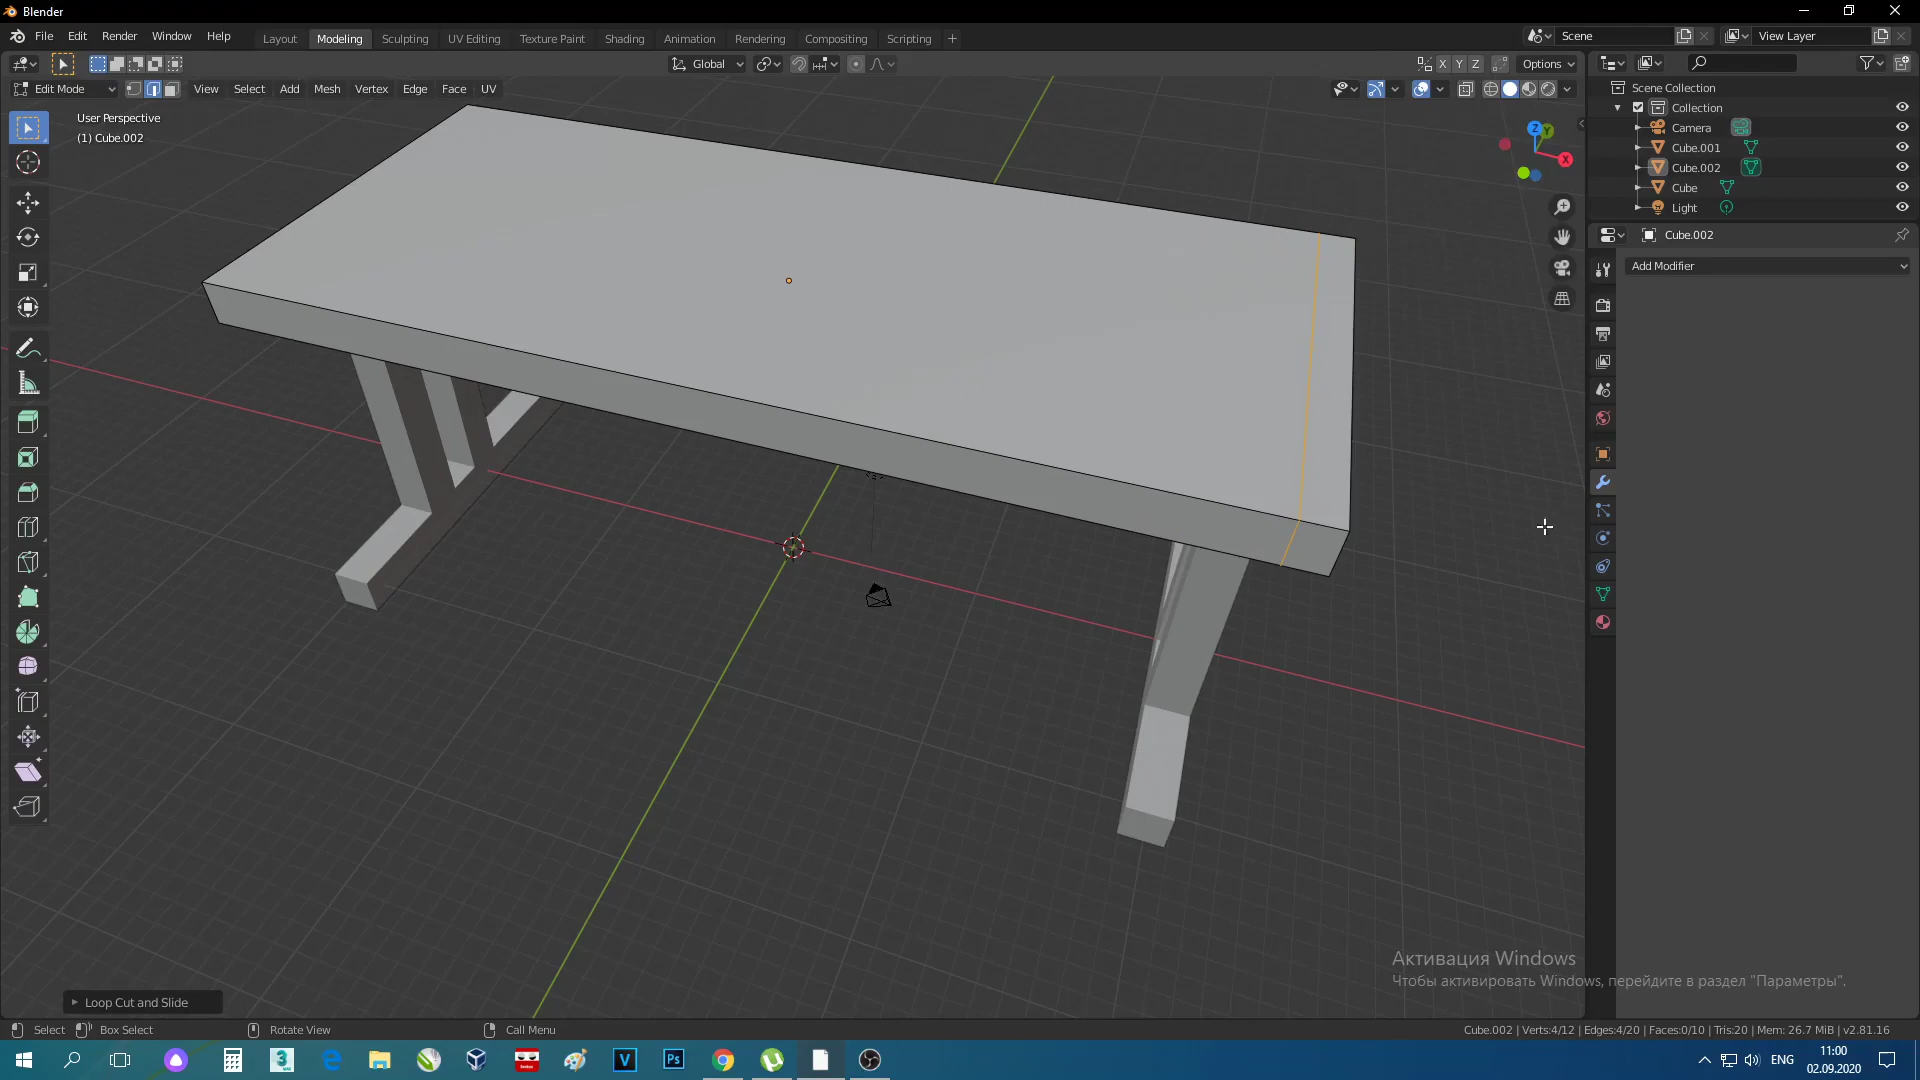 Blender
File Edit Render Window Help
Layout Modeling Sculpting UV Editing Texture Paint Shading Animation Rendering Compositing Scripting +
Scene
View Layer
Global
X Y Z
Options
Edit Mode
View Select Add Mesh Vertex Edge Face UV
User Perspective
(1) Cube.002
Scene Collection
Collection
Camera
Cube.001
Cube.002
Cube
Light
Cube.002
Add Modifier
Z
Y
X
Активация Windows
Чтобы активировать Windows, перейдите в раздел "Параметры".
Loop Cut and Slide
Select Box Select Rotate View Call Menu
Cube.002 | Verts:4/12 | Edges:4/20 | Faces:0/10 | Tris:20 | Mem: 26.7 MiB | v2.81.16
3
V
Ps
ENG
11:00
02.09.2020